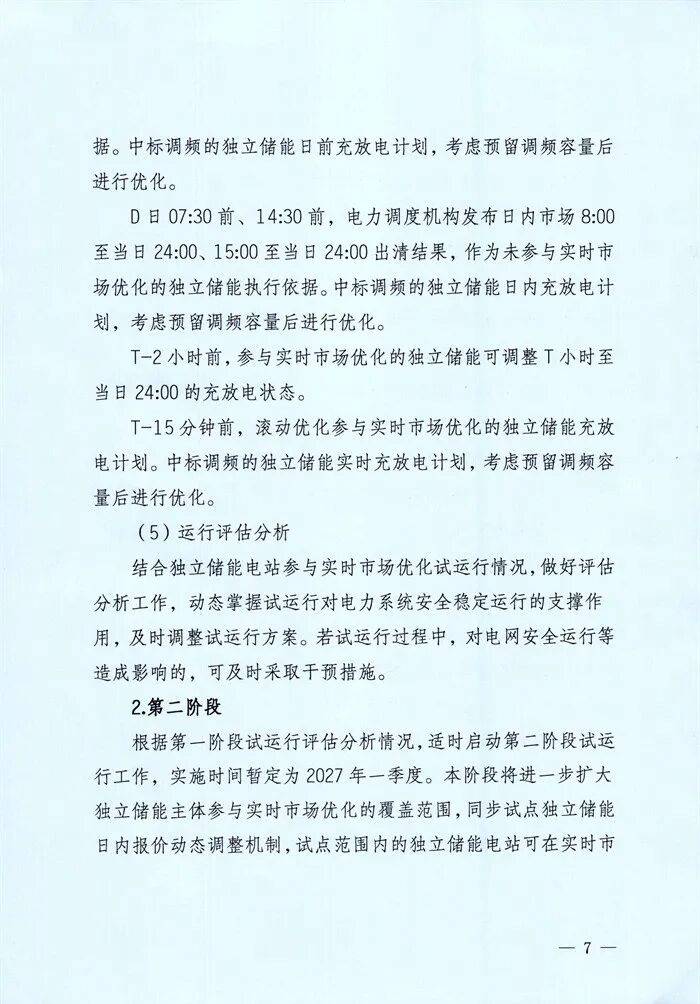 据。中标调频的独立储能日前充放电计划，考虑预留调频容量后
进行优化。
D 日 07:30 前、14:30 前，电力调度机构发布日内市场 8:00
至当日 24:00、15:00 至当日 24:00 出清结果，作为未参与实时市
场优化的独立储能执行依据。中标调频的独立储能日内充放电计
划，考虑预留调频容量后进行优化。
T-2 小时前，参与实时市场优化的独立储能可调整 T 小时至
当日 24:00 的充放电状态。
T-15 分钟前，滚动优化参与实时市场优化的独立储能充放
电计划。中标调频的独立储能实时充放电计划，考虑预留调频容
量后进行优化。
（5）运行评估分析
结合独立储能电站参与实时市场优化试运行情况，做好评估
分析工作，动态掌握试运行对电力系统安全稳定运行的支撑作
用，及时调整试运行方案。若试运行过程中，对电网安全运行等
造成影响的，可及时采取干预措施。
2.第二阶段
根据第一阶段试运行评估分析情况，适时启动第二阶段试运
行工作，实施时间暂定为 2027 年一季度。本阶段将进一步扩大
独立储能主体参与实时市场优化的覆盖范围，同步试点独立储能
日内报价动态调整机制，试点范围内的独立储能电站可在实时市
— 7 —